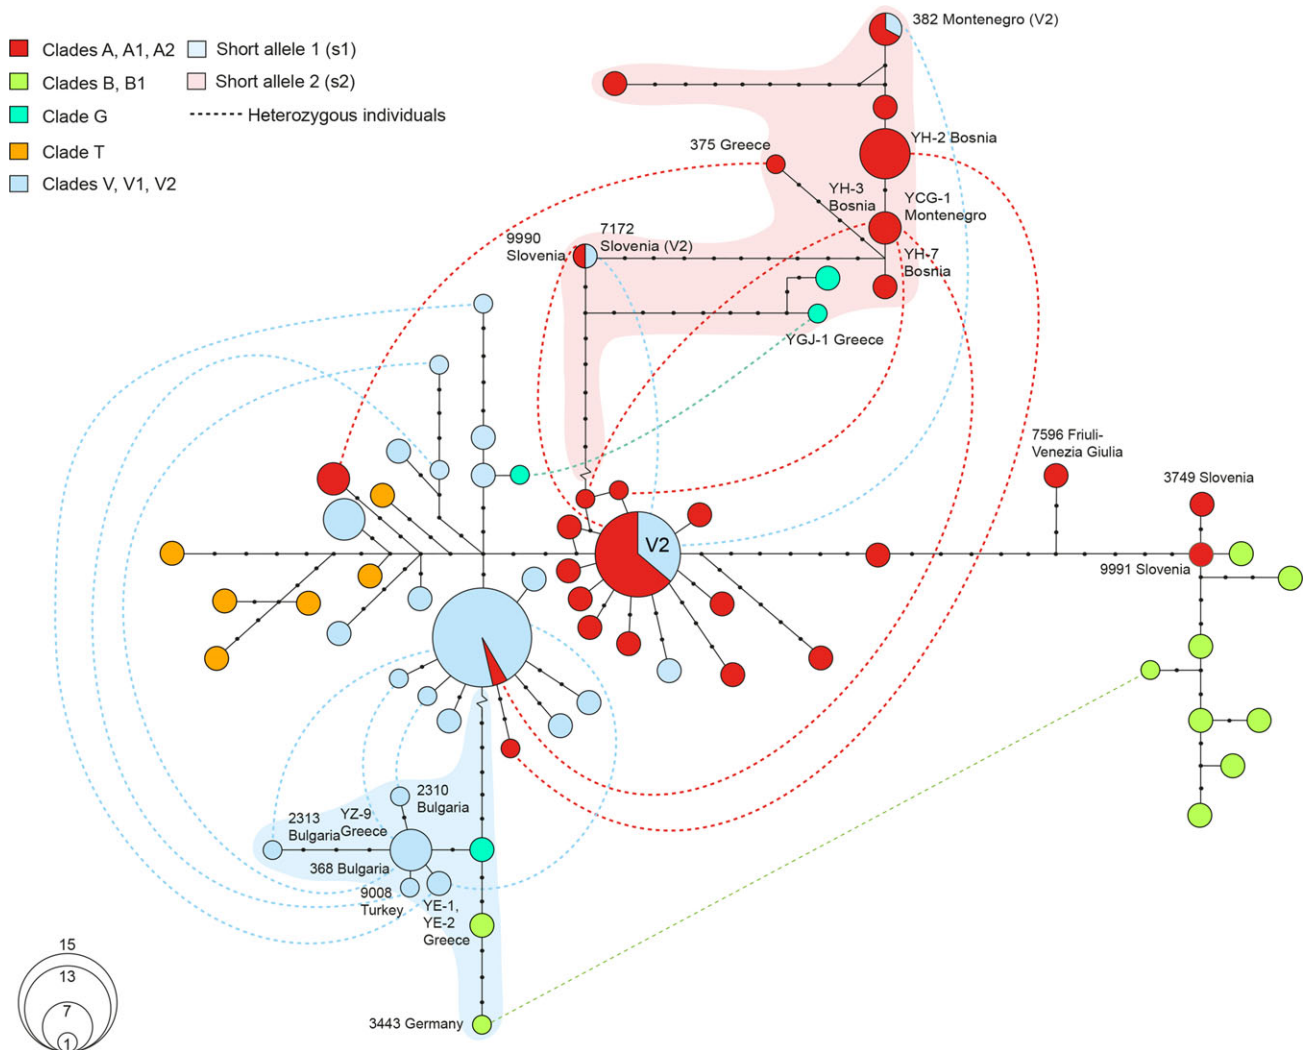 Clades A, A1, A2
Short allele 1 (s1)
Clades B, B1
Short allele 2 (s2)
Clade G
Heterozygous individuals
Clade T
Clades V, V1, V2
382 Montenegro (V2)
YH-2 Bosnia
375 Greece
YH-3
Bosnia
YCG-1
Montenegro
7172
Slovenia (V2)
9990
Slovenia
YH-7
Bosnia
YGJ-1 Greece
7596 Friuli-
Venezia Giulia
3749 Slovenia
V2
9991 Slovenia
2310
Bulgaria
2313
Bulgaria
YZ-9
Greece
368 Bulgaria
9008
Turkey
YE-1,
YE-2
Greece
3443 Germany
15
13
7
1